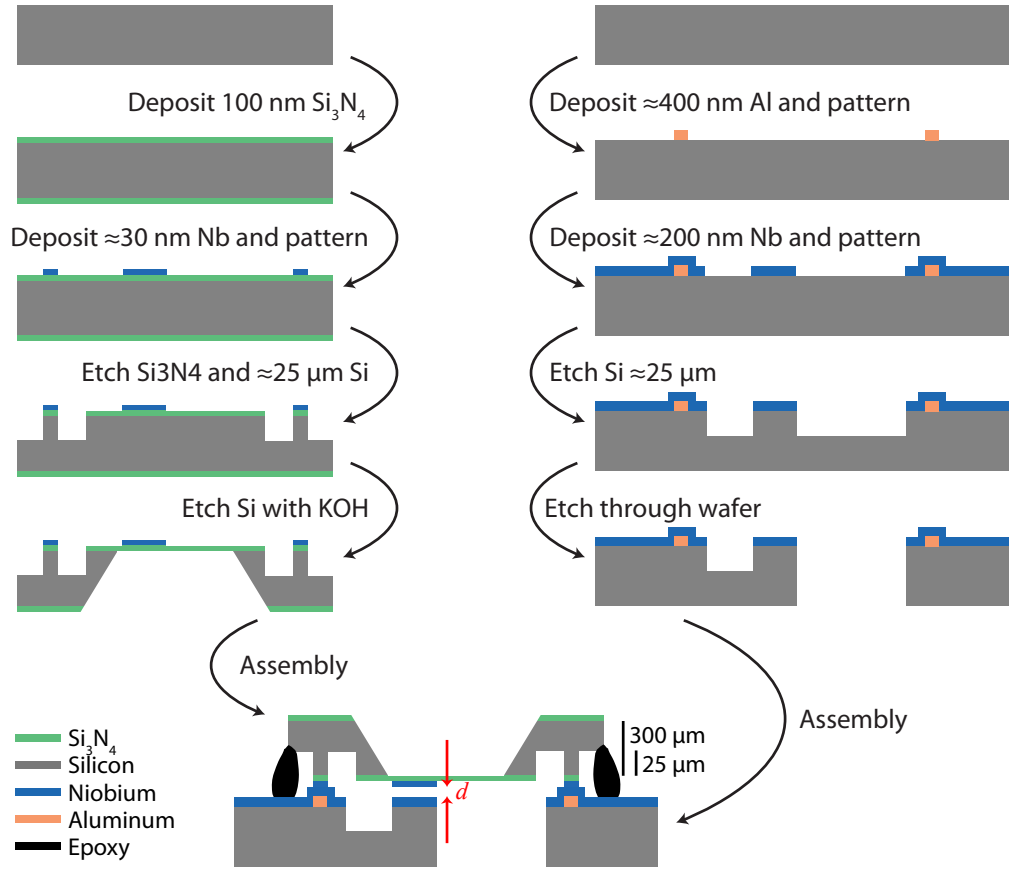 Deposit 100 nm Si₃N₄
Deposit ≈400 nm Al and pattern
Deposit ≈30 nm Nb and pattern
Deposit ≈200 nm Nb and pattern
Etch Si3N4 and ≈25 μm Si
Etch Si ≈25 μm
Etch Si with KOH
Etch through wafer
Assembly
Assembly
Si₃N₄
Silicon
Niobium
Aluminum
Epoxy
300 μm
25 μm
d